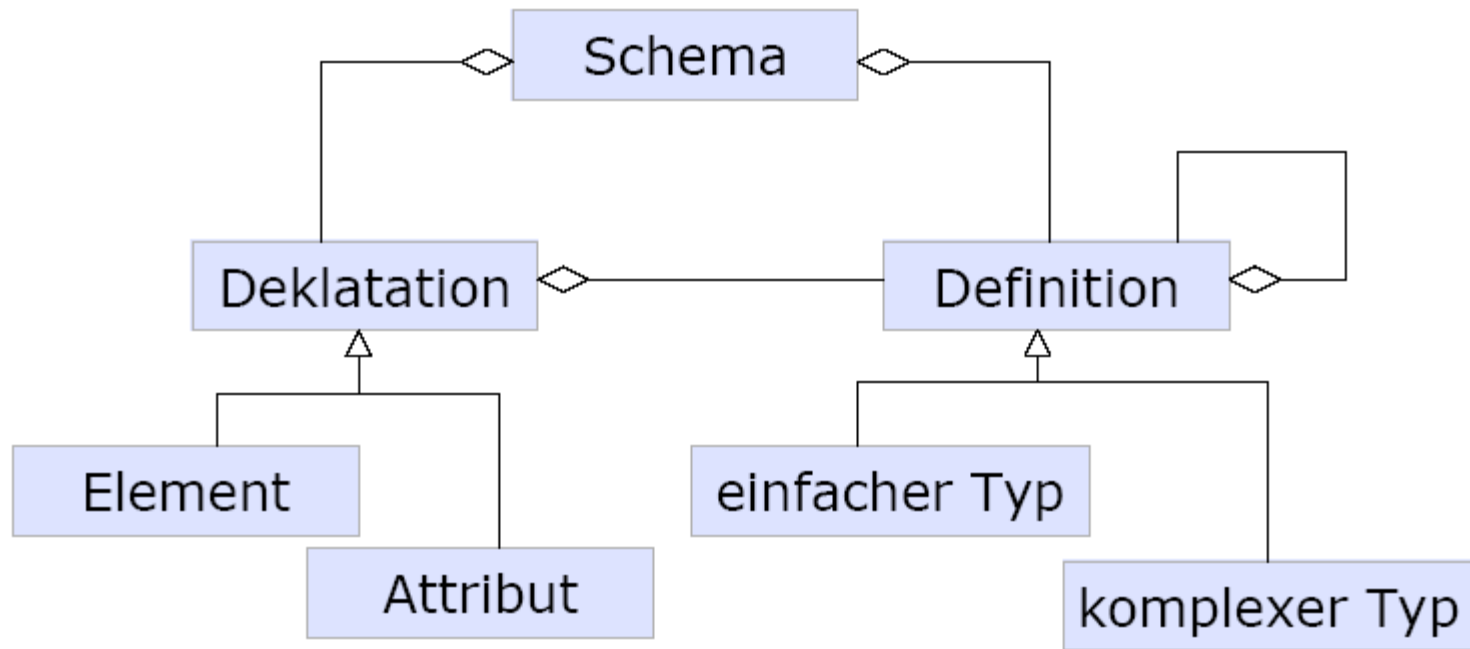 Schema
Deklatation
Definition
Element
einfacher Typ
Attribut
komplexer Typ